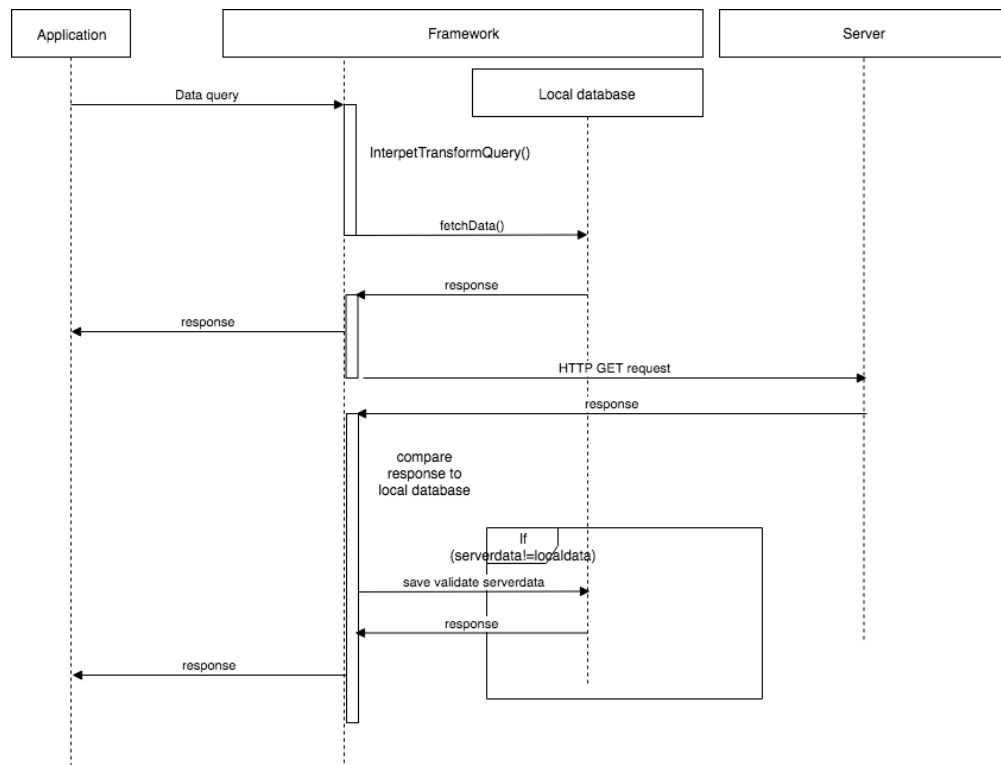 Application
Framework
Server
Local database
Data query
InterpetTransformQuery()
fetchData()
response
response
HTTP GET request
response
compare
response to
local database
If
(serverdata!=localdata)
save validate serverdata
response
response